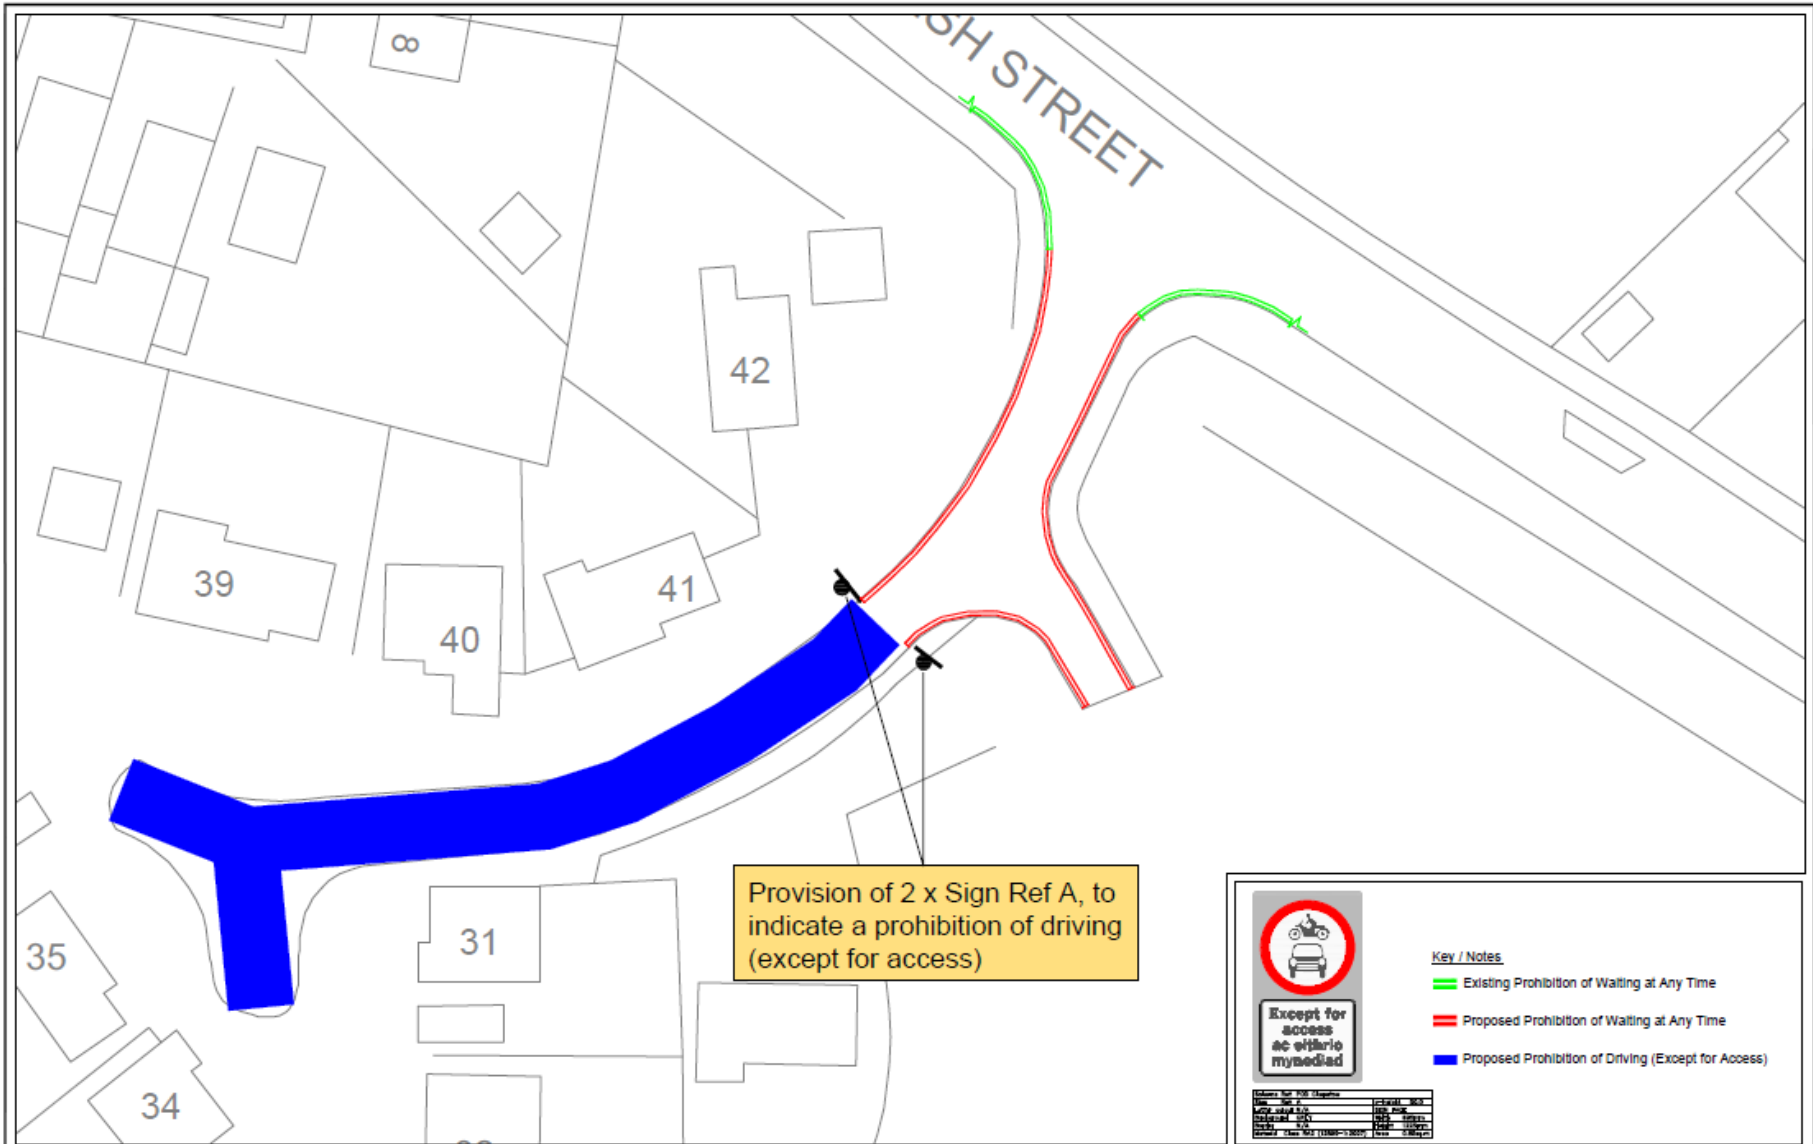 8
SH STREET
42
39
41
40
Provision of 2 x Sign Ref A, to
indicate a prohibition of driving
(except for access)
35
31
34
Except for
access
ac eithrio
mynediad
Key / Notes
Existing Prohibition of Waiting at Any Time
Proposed Prohibition of Waiting at Any Time
Proposed Prohibition of Driving (Except for Access)